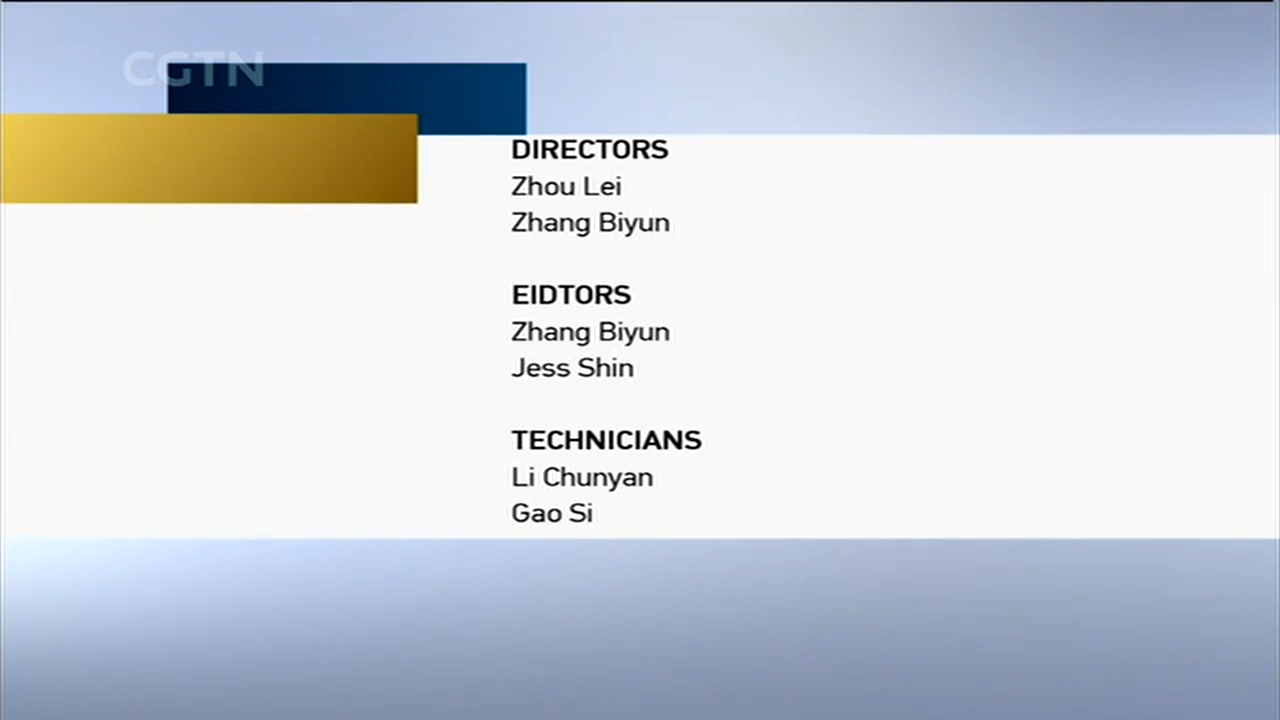 CGTN
DIRECTORS
Zhou Lei
Zhang Biyun
EIDTORS
Zhang Biyun
Jess Shin
TECHNICIANS
Li Chunyan
Gao Si